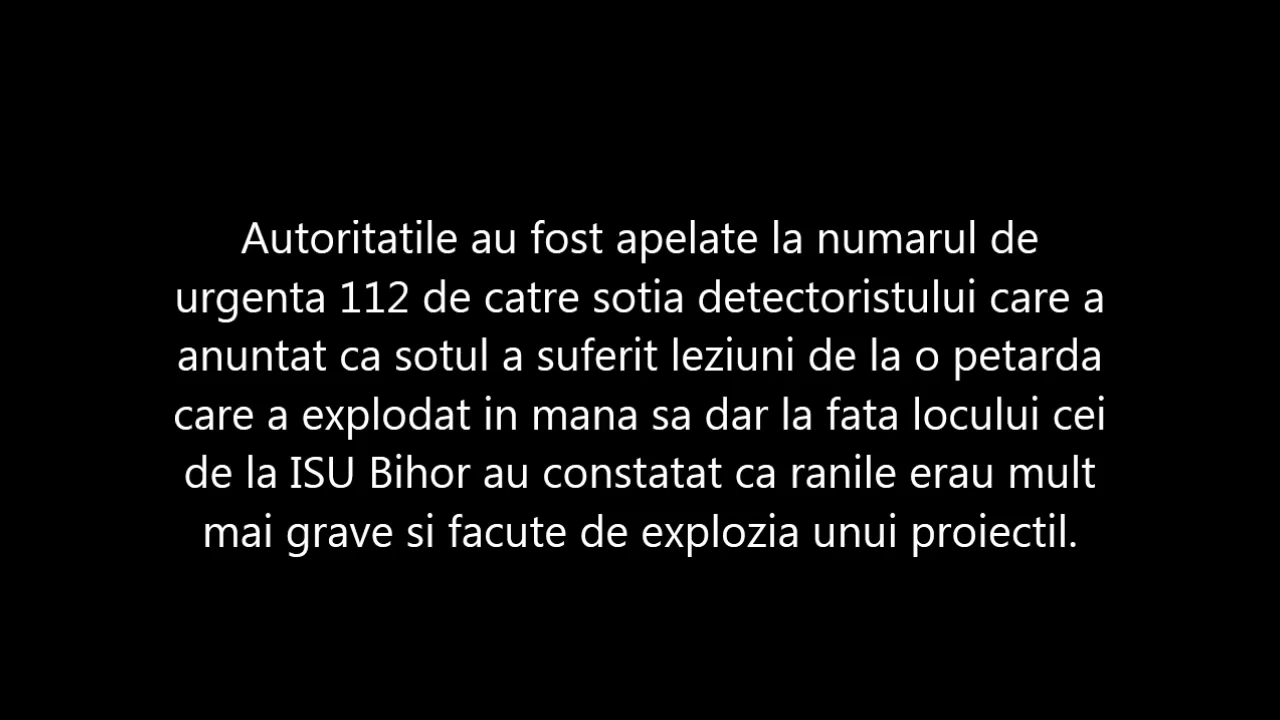 Autoritatile au fost apelate la numarul de
urgenta 112 de catre sotia detectoristului care a
anuntat ca sotul a suferit leziuni de la o petarda
care a explodat in mana sa dar la fata locului cei
de la ISU Bihor au constatat ca ranile erau mult
mai grave si facute de explozia unui proiectil.